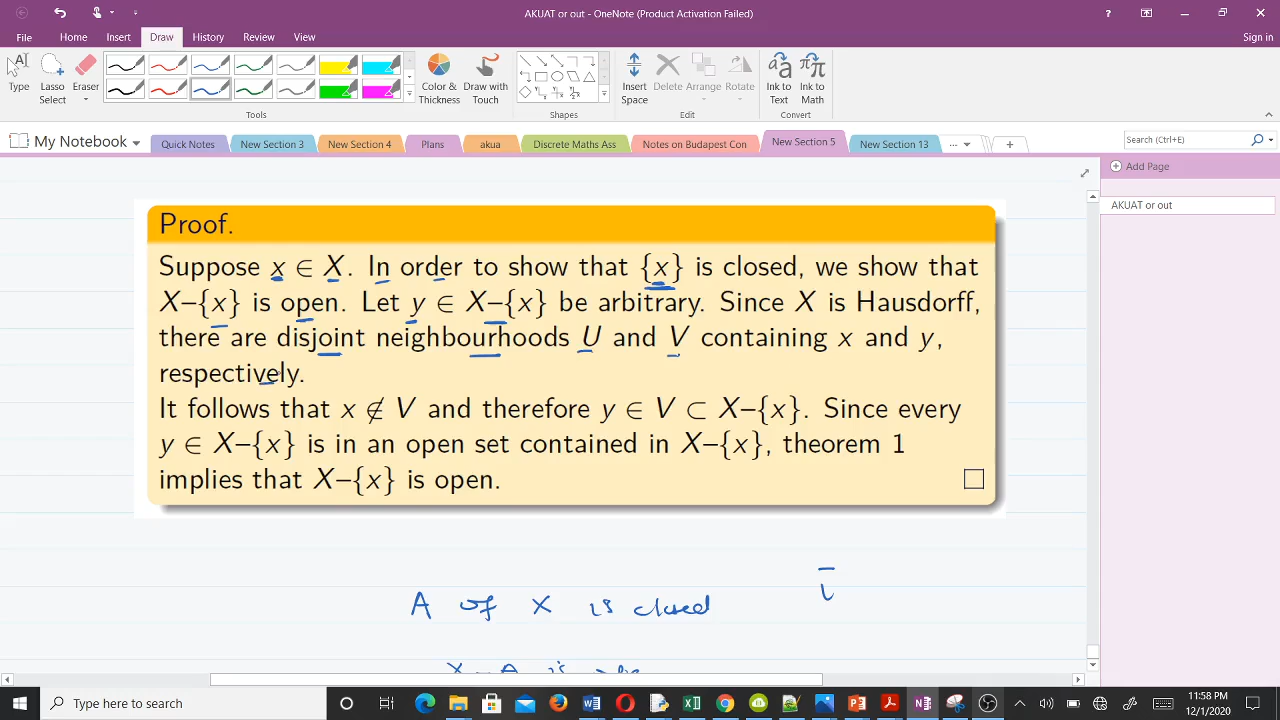 AKUAT or out - OneNote (Product Activation Failed)
File Home Insert Draw History Review View Sign in
Type Lasso Select Eraser Color & Thickness Draw with Touch Insert Space Delete Arrange Rotate Ink to Text Ink to Math
Tools Shapes Edit Convert
My Notebook Quick Notes New Section 3 New Section 4 Plans akua Discrete Maths Ass Notes on Budapest Con New Section 5 New Section 13 ... Search (Ctrl+E)
Add Page
AKUAT or out
Proof.
Suppose x ∈ X. In order to show that {x} is closed, we show that
X–{x} is open. Let y ∈ X–{x} be arbitrary. Since X is Hausdorff,
there are disjoint neighbourhoods U and V containing x and y,
respectively.
It follows that x ∉ V and therefore y ∈ V ⊂ X–{x}. Since every
y ∈ X–{x} is in an open set contained in X–{x}, theorem 1
implies that X–{x} is open.
A of X is closed
X - A is
Type here to search
11:58 PM
12/1/2020